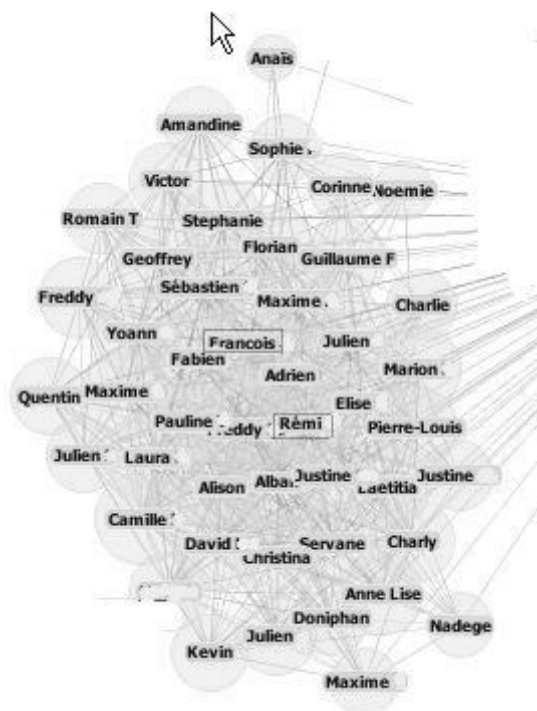 Anaïs
Amandine
Sophie
Victor
Corinne
Noemie
Romain T
Stephanie
Florian
Geoffrey
Guillaume F
Sébastien
Freddy
Maxime
Charlie
Yoann
Francois
Julien
Fabien
Adrien
Marion
Quentin
Maxime
Elise
Pauline
Freddy
Rémi
Pierre-Louis
Julien
Laura
Alison
Alba
Justine
Laetitia
Justine
Camille
David
Christina
Servane
Charly
Anne Lise
Doniphan
Nadege
Julien
Kevin
Maxime